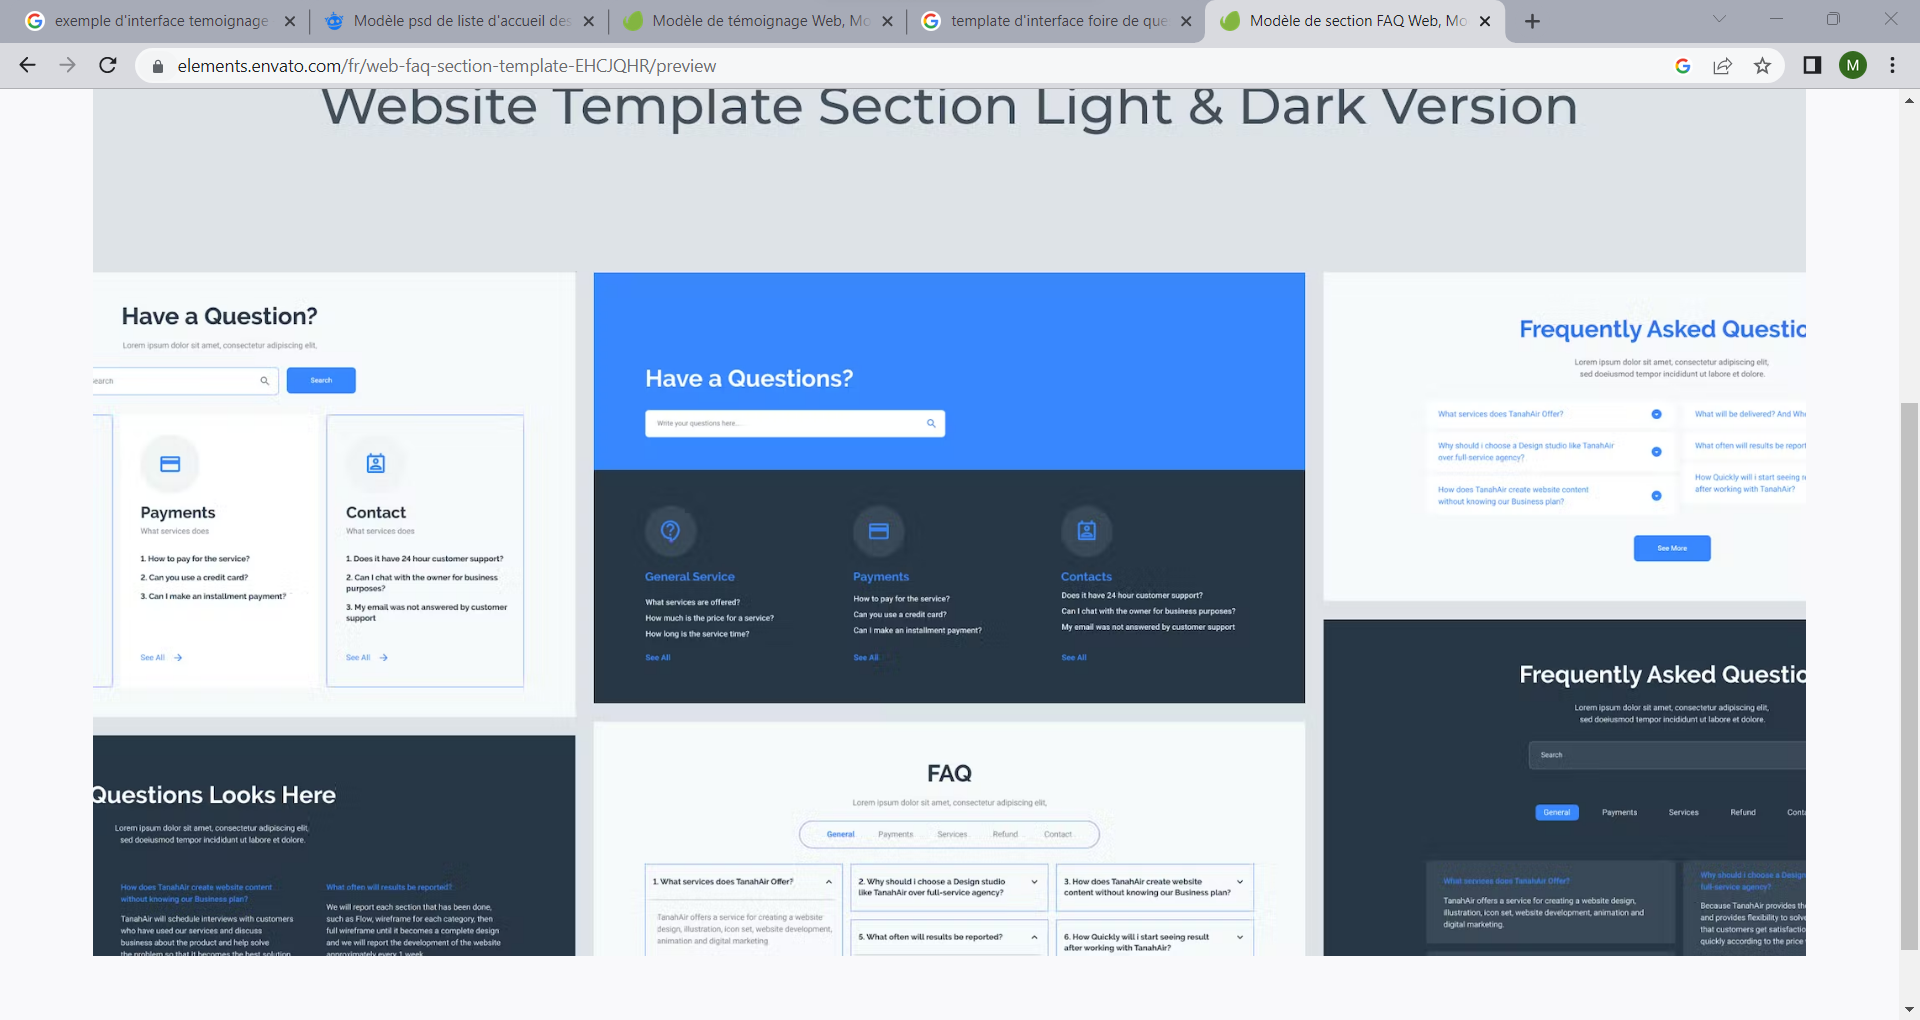 exemple d'interface temoignage
Modèle psd de liste d'accueil des
Modèle de témoignage Web, Mo
template d'interface foire de que
Modèle de section FAQ Web, Mo
elements.envato.com/fr/web-faq-section-template-EHCJQHR/preview
M
Website Template Section Light & Dark Version
Have a Question?
Lorem ipsum dolor sit amet, consectetur adipiscing elit,
earch
Search
Payments
What services does
1. How to pay for the service?
2. Can you use a credit card?
3. Can I make an installment payment?
See All
Contact
What services does
1. Does it have 24 hour customer support?
2. Can I chat with the owner for business
purposes?
3. My email was not answered by customer
support
See All
Have a Questions?
Write your questions here....
General Service
What services are offered?
How much is the price for a service?
How long is the service time?
See All
Payments
How to pay for the service?
Can you use a credit card?
Can I make an installment payment?
See All
Contacts
Does it have 24 hour customer support?
Can I chat with the owner for business purposes?
My email was not answered by customer support
See All
Frequently Asked Questio
Lorem ipsum dolor sit amet, consectetur adipiscing elit,
sed doeiusmod tempor incididunt ut labore et dolore.
What services does TanahAir Offer?
Why should i choose a Design studio like TanahAir
over full-service agency?
How does TanahAir create website content
without knowing our Business plan?
What will be delivered? And Whe
What often will results be report
How Quickly will i start seeing r
after working with TanahAir?
See More
Questions Looks Here
Lorem ipsum dolor sit amet, consectetur adipiscing elit,
sed doeiusmod tempor incididunt ut labore et dolore.
How does TanahAir create website content
without knowing our Business plan?
TanahAir will schedule interviews with customers
who have used our services and discuss
business about the product and help solve
the problem so that it becomes the best solution
What often will results be reported?
We will report each section that has been done,
such as Flow, wireframe for each category, then
full wireframe until it becomes a complete design
and we will report the development of the website
approximately every 1 week
FAQ
Lorem ipsum dolor sit amet, consectetur adipiscing elit,
General
Payments
Services
Refund
Contact
1. What services does TanahAir Offer?
TanahAir offers a service for creating a website
design, illustration, icon set, website development,
animation and digital marketing
2. Why should i choose a Design studio
like TanahAir over full-service agency?
3. How does TanahAir create website
content without knowing our Business plan?
5. What often will results be reported?
6. How Quickly will i start seeing result
after working with TanahAir?
Frequently Asked Questio
Lorem ipsum dolor sit amet, consectetur adipiscing elit,
sed doeiusmod tempor incididunt ut labore et dolore.
Search
General
Payments
Services
Refund
Conta
What services does TanahAir Offer?
TanahAir offers a service for creating a website design,
illustration, icon set, website development, animation and
digital marketing.
Why should i choose a Design
full-service agency?
Because TanahAir provides the
and provides flexibility to solve
that customers get satisfactio
quickly according to the price